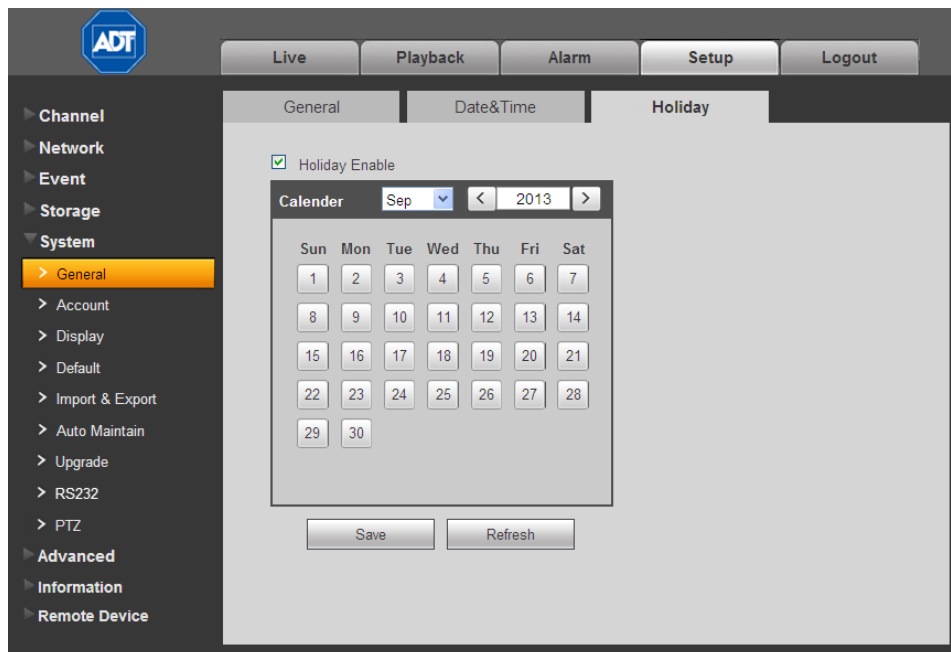 ADT
Live Playback Alarm Setup Logout
General Date&Time Holiday
Channel
Network
Event
Storage
System
> General
> Account
> Display
> Default
> Import & Export
> Auto Maintain
> Upgrade
> RS232
> PTZ
Advanced
Information
Remote Device
Holiday Enable
Calender Sep < 2013 >
Sun Mon Tue Wed Thu Fri Sat
1 2 3 4 5 6 7
8 9 10 11 12 13 14
15 16 17 18 19 20 21
22 23 24 25 26 27 28
29 30
Save Refresh